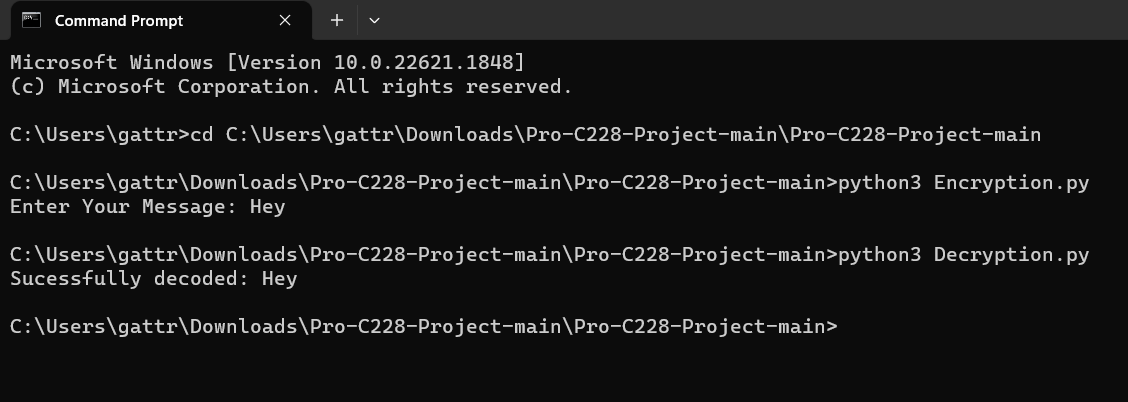 Command Prompt
Microsoft Windows [Version 10.0.22621.1848]
(c) Microsoft Corporation. All rights reserved.
C:\Users\gattr>cd C:\Users\gattr\Downloads\Pro-C228-Project-main\Pro-C228-Project-main
C:\Users\gattr\Downloads\Pro-C228-Project-main\Pro-C228-Project-main>python3 Encryption.py
Enter Your Message: Hey
C:\Users\gattr\Downloads\Pro-C228-Project-main\Pro-C228-Project-main>python3 Decryption.py
Sucessfully decoded: Hey
C:\Users\gattr\Downloads\Pro-C228-Project-main\Pro-C228-Project-main>